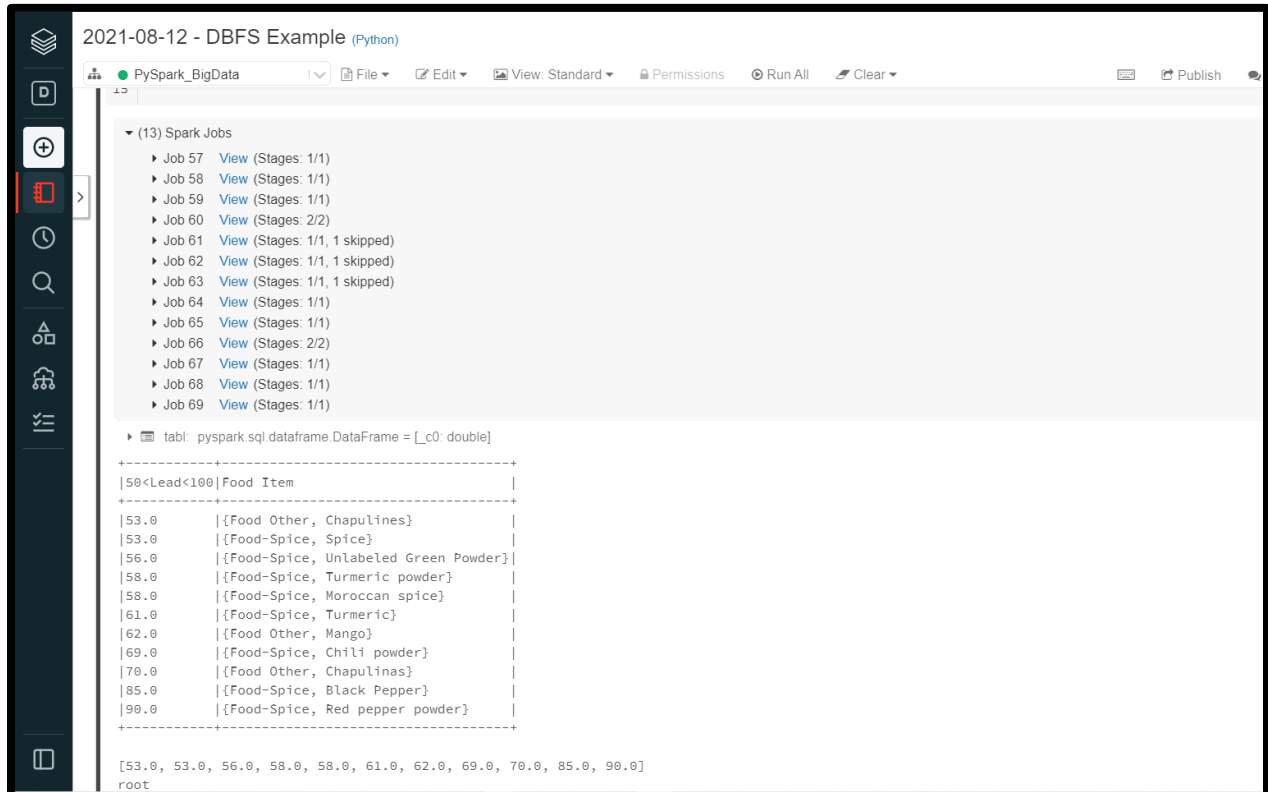 2021-08-12 - DBFS Example (Python)
PySpark_BigData File Edit View: Standard Permissions Run All Clear Publish
D
15
(13) Spark Jobs
Job 57 View (Stages: 1/1)
Job 58 View (Stages: 1/1)
Job 59 View (Stages: 1/1)
Job 60 View (Stages: 2/2)
Job 61 View (Stages: 1/1, 1 skipped)
Job 62 View (Stages: 1/1, 1 skipped)
Job 63 View (Stages: 1/1, 1 skipped)
Job 64 View (Stages: 1/1)
Job 65 View (Stages: 1/1)
Job 66 View (Stages: 2/2)
Job 67 View (Stages: 1/1)
Job 68 View (Stages: 1/1)
Job 69 View (Stages: 1/1)
tabl: pyspark.sql.dataframe.DataFrame = [_c0: double]
+-----------+-----------------------------------+
|50<Lead<100|Food Item                          |
+-----------+-----------------------------------+
|53.0       |{Food Other, Chapulines}           |
|53.0       |{Food-Spice, Spice}                |
|56.0       |{Food-Spice, Unlabeled Green Powder}|
|58.0       |{Food-Spice, Turmeric powder}      |
|58.0       |{Food-Spice, Moroccan spice}       |
|61.0       |{Food-Spice, Turmeric}             |
|62.0       |{Food Other, Mango}                |
|69.0       |{Food-Spice, Chili powder}         |
|70.0       |{Food Other, Chapulinas}           |
|85.0       |{Food-Spice, Black Pepper}         |
|90.0       |{Food-Spice, Red pepper powder}    |
+-----------+-----------------------------------+
[53.0, 53.0, 56.0, 58.0, 58.0, 61.0, 62.0, 69.0, 70.0, 85.0, 90.0]
root